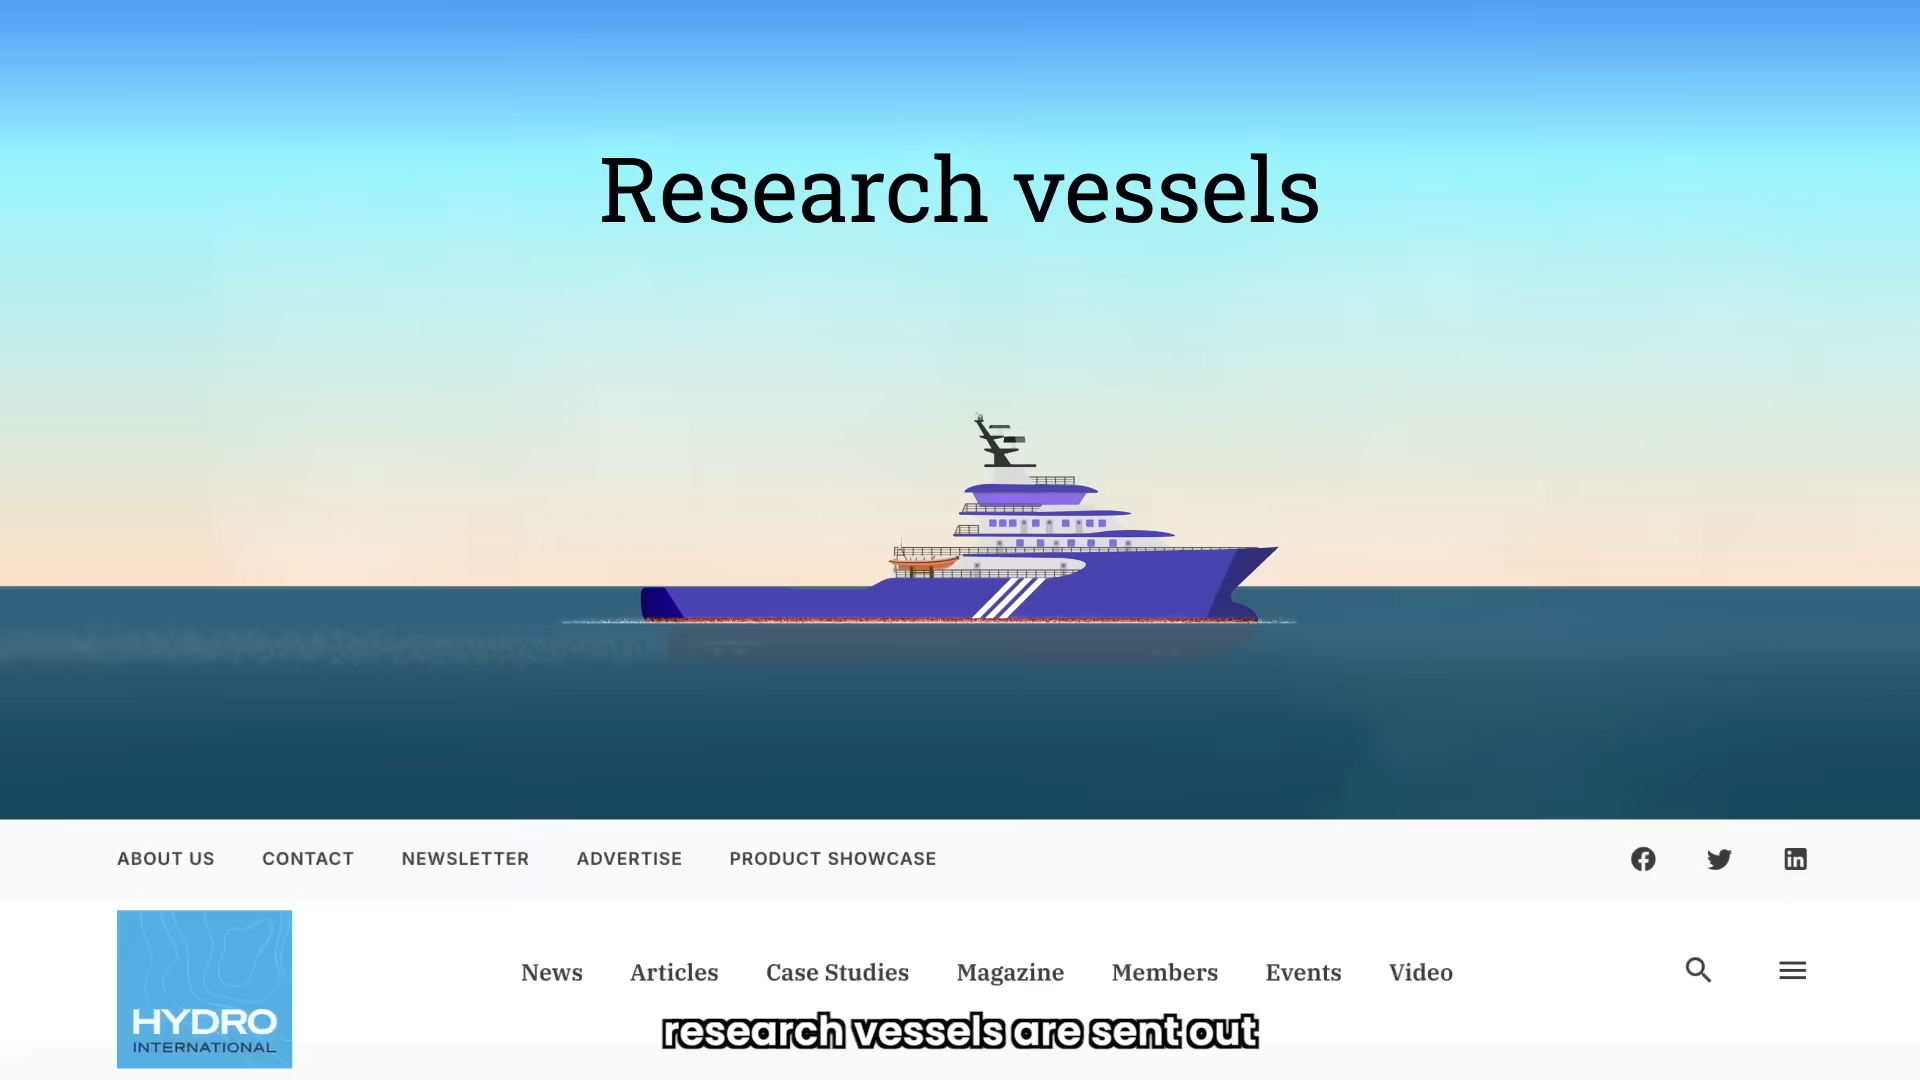 Research vessels
ABOUT US CONTACT NEWSLETTER ADVERTISE PRODUCT SHOWCASE
HYDRO
INTERNATIONAL
News Articles Case Studies Magazine Members Events Video
research vessels are sent out